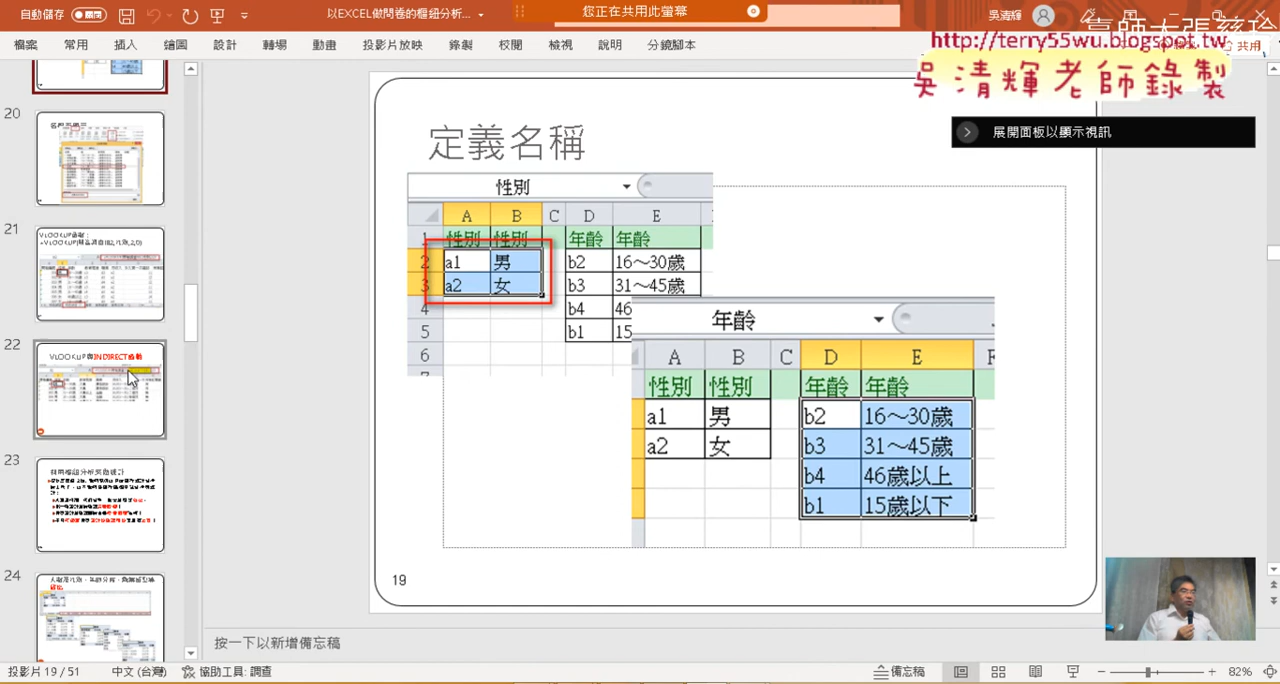 自動儲存
以EXCEL做問卷的樞紐分析...
您正在共用此螢幕
吳清輝
檔案 常用 插入 繪圖 設計 轉場 動畫 投影片放映 錄製 校閱 檢視 說明 分鏡腳本
共用
http://terry55wu.blogspot.tw
吳清輝老師錄製
展開面板以顯示視訊
20
21
VLOOKUP與INDIRECT函數
22
23
24
定義名稱
性別
A B C D E
1 性別 性別 年齡 年齡
2 a1 男 b2 16～30歲
3 a2 女 b3 31～45歲
4 b4 46
5 b1 15
6
年齡
A B C D E F
性別 性別 年齡 年齡
a1 男 b2 16～30歲
a2 女 b3 31～45歲
b4 46歲以上
b1 15歲以下
19
按一下以新增備忘稿
投影片 19 / 51 中文 (台灣) 協助工具: 調查 備忘稿 82%